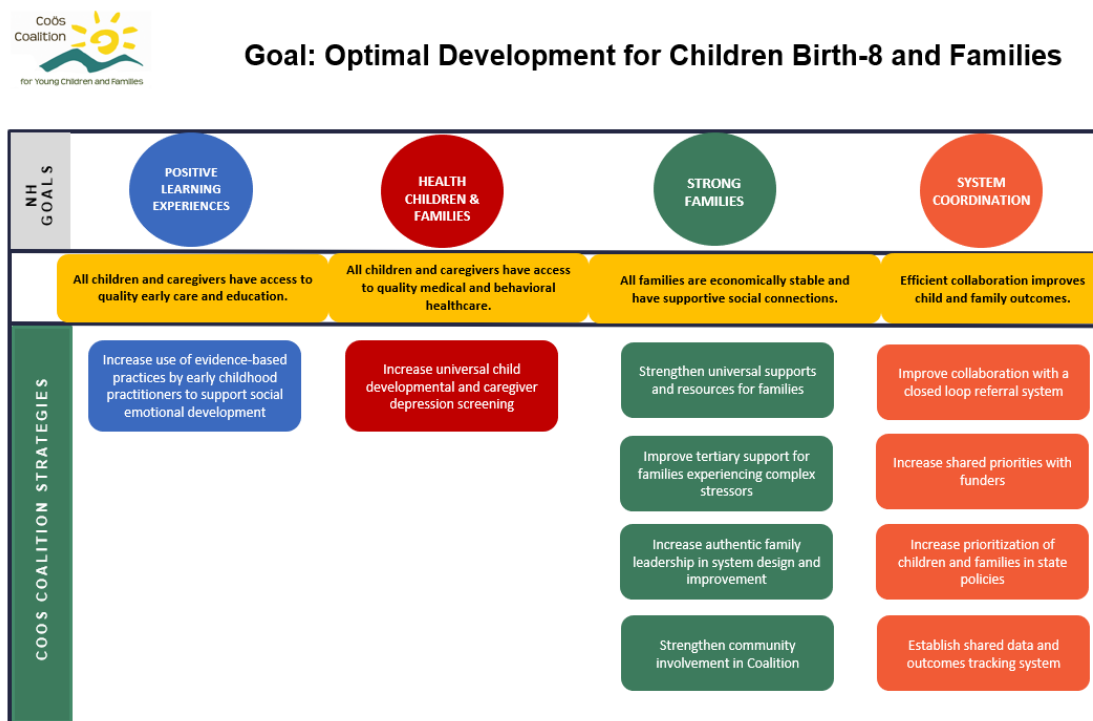 Coös
Coalition
for Young Children and Families
Goal: Optimal Development for Children Birth-8 and Families
NH
GOALS
POSITIVE
LEARNING
EXPERIENCES
HEALTH
CHILDREN &
FAMILIES
STRONG
FAMILIES
SYSTEM
COORDINATION
All children and caregivers have access to
quality early care and education.
All children and caregivers have access
to quality medical and behavioral
healthcare.
All families are economically stable and
have supportive social connections.
Efficient collaboration improves
child and family outcomes.
COOS COALITION STRATEGIES
Increase use of evidence-based
practices by early childhood
practitioners to support social
emotional development
Increase universal child
developmental and caregiver
depression screening
Strengthen universal supports
and resources for families
Improve tertiary support for
families experiencing complex
stressors
Increase authentic family
leadership in system design and
improvement
Strengthen community
involvement in Coalition
Improve collaboration with a
closed loop referral system
Increase shared priorities with
funders
Increase prioritization of
children and families in state
policies
Establish shared data and
outcomes tracking system